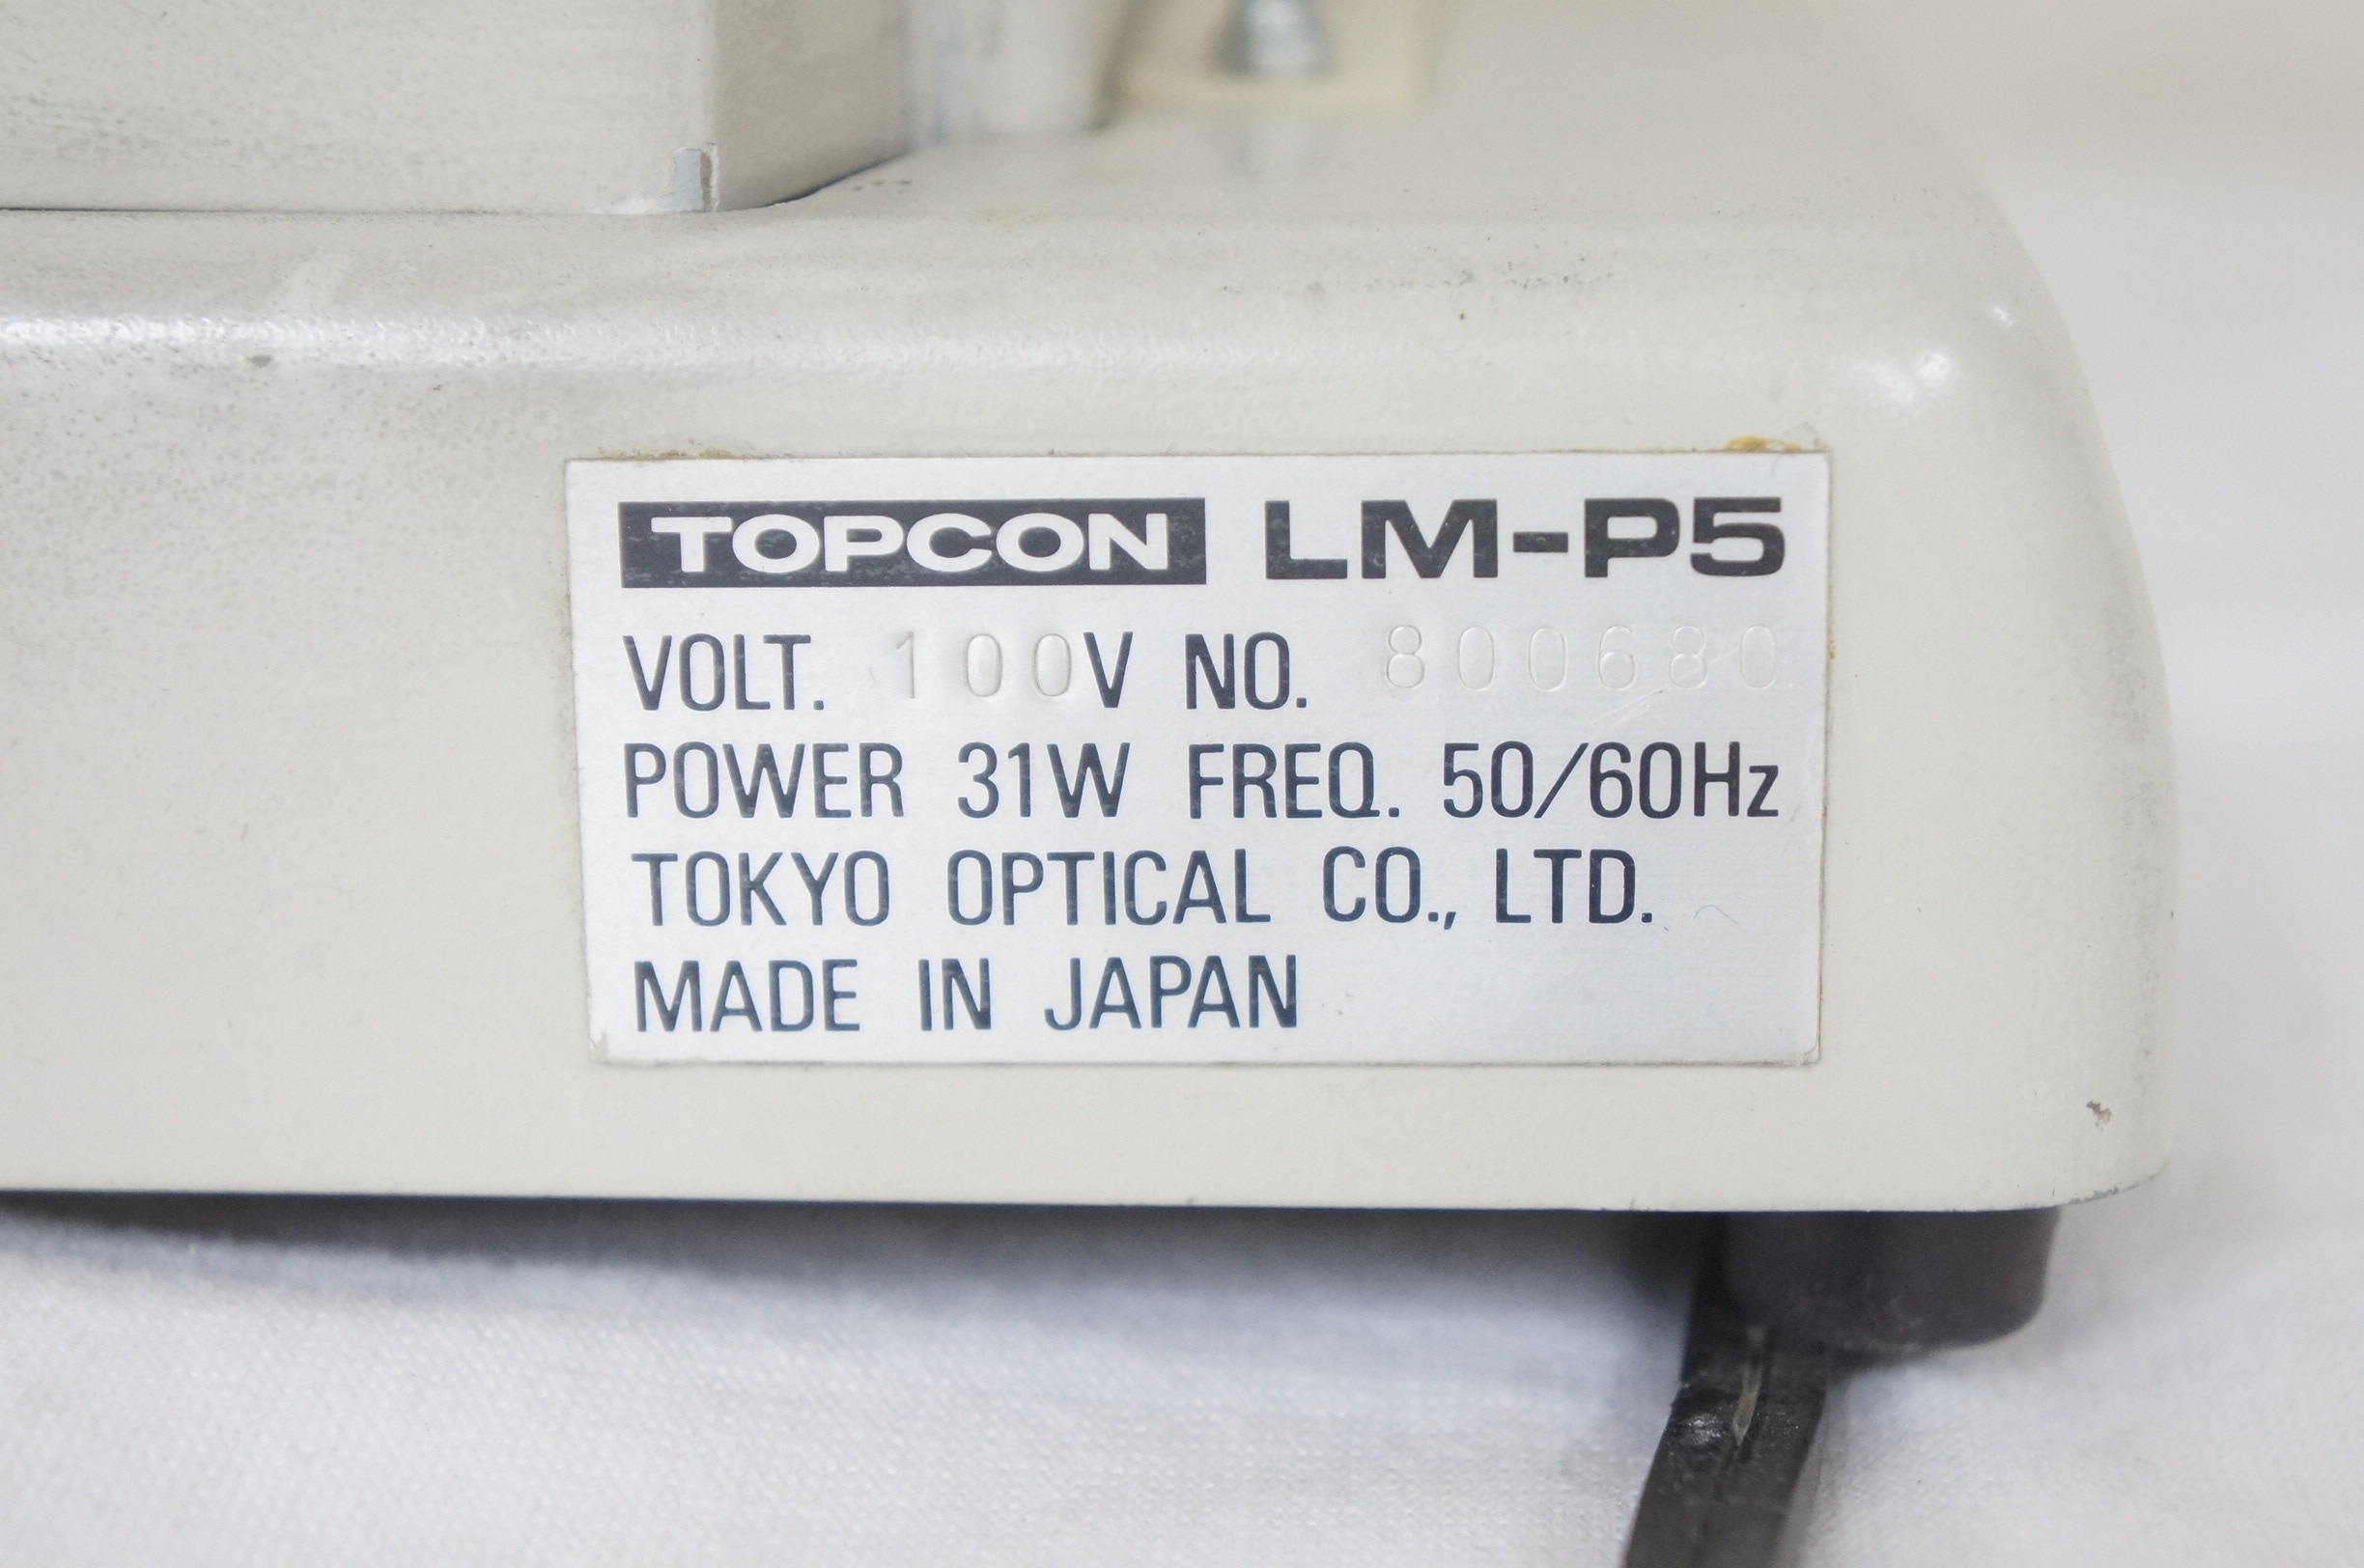 TOPCON LM-P5
VOLT. 100V NO. 800680
POWER 31W FREQ. 50/60Hz
TOKYO OPTICAL CO., LTD.
MADE IN JAPAN